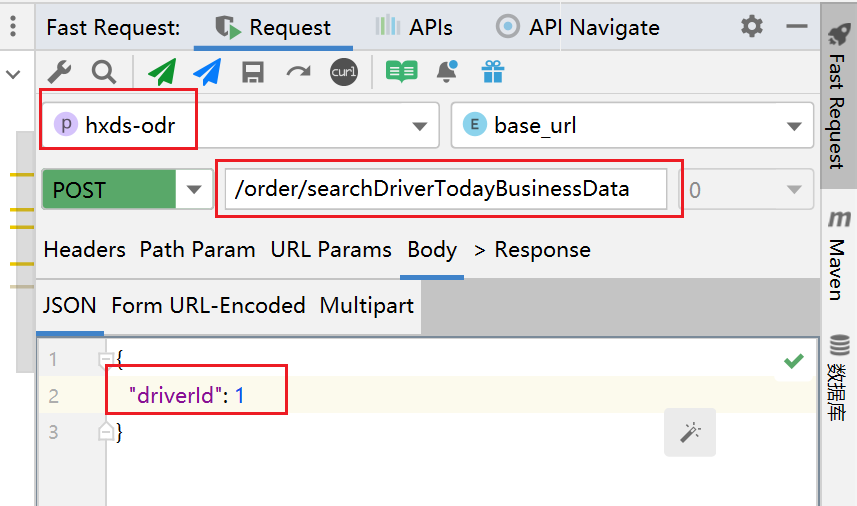 Fast Request: Request APIs API Navigate
curl
p hxds-odr E base_url
POST /order/searchDriverTodayBusinessData 0
Headers Path Param URL Params Body > Response
JSON Form URL-Encoded Multipart
1 {
2 "driverId": 1
3 }
Fast Request
m Maven
数据库